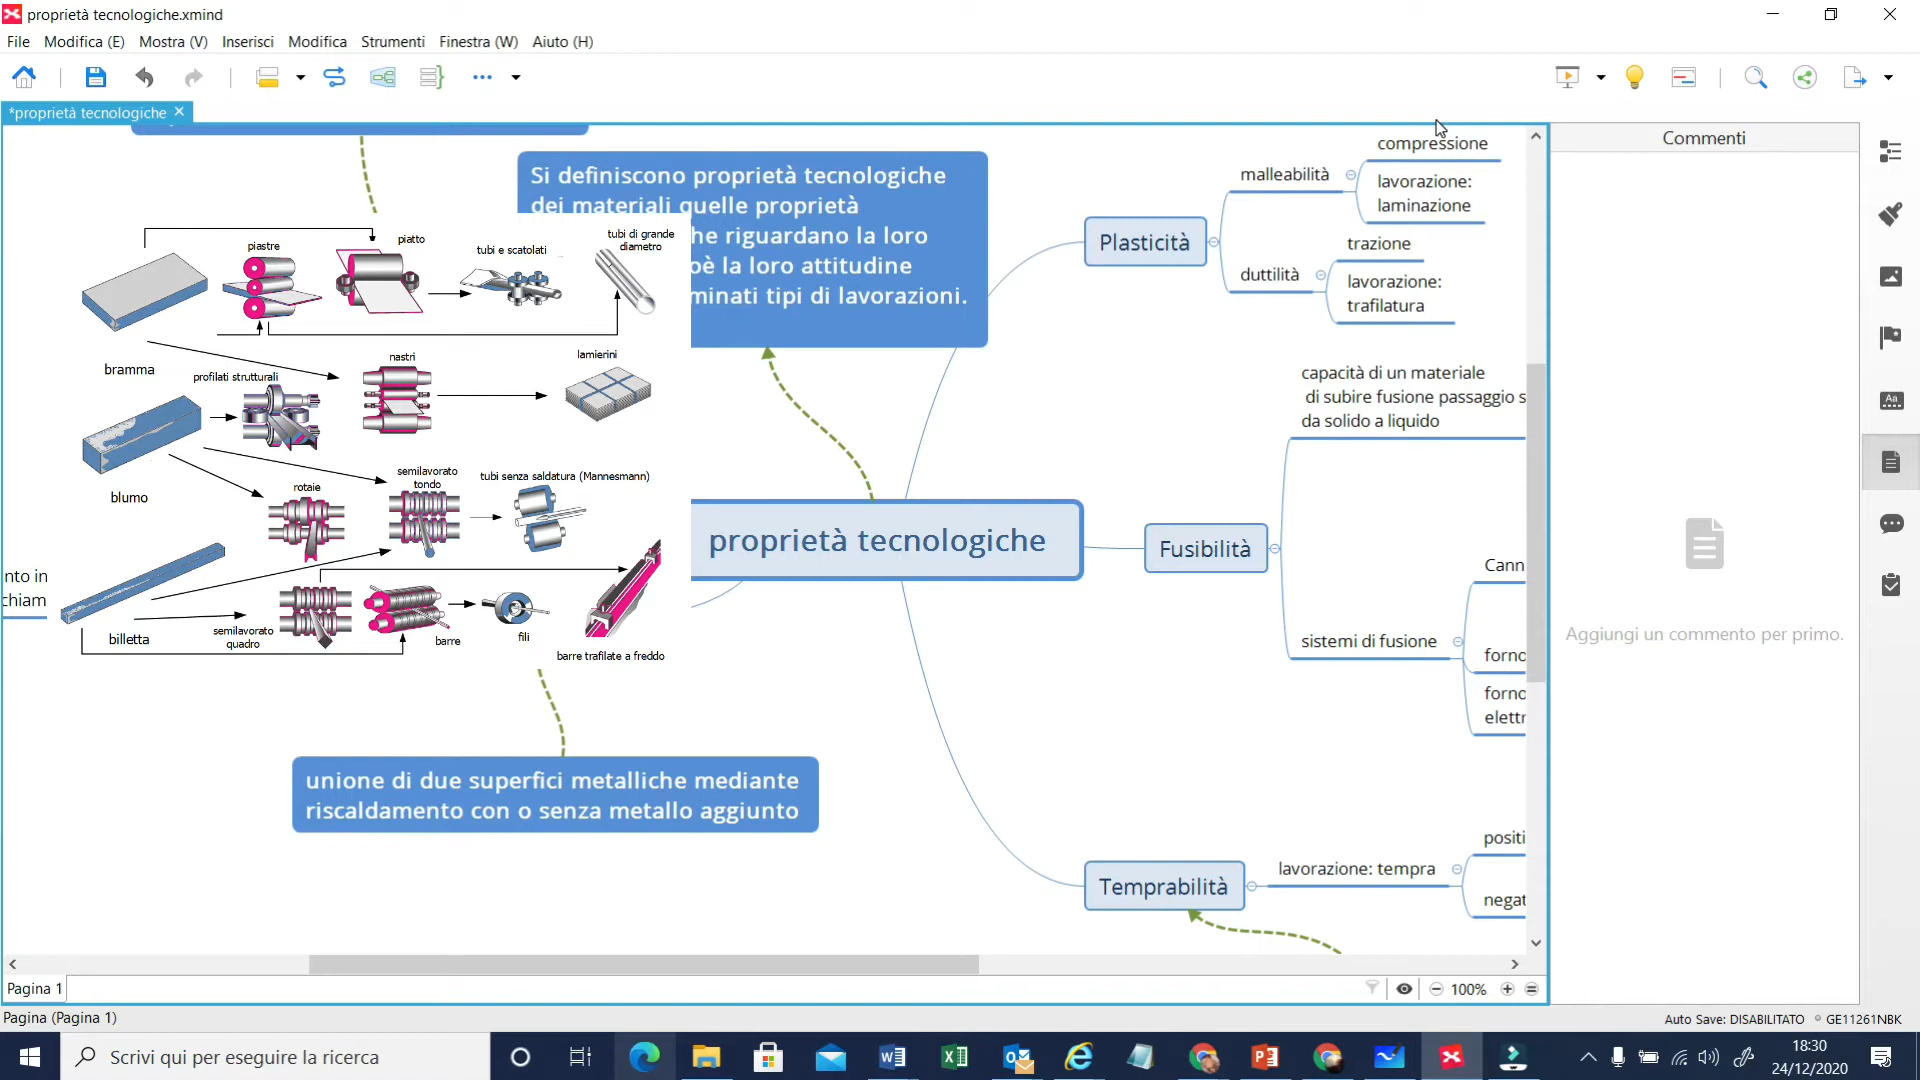 proprietà tecnologiche.xmind
File Modifica (E) Mostra (V) Inserisci Modifica Strumenti Finestra (W) Aiuto (H)
*proprietà tecnologiche
Si definiscono proprietà tecnologiche
dei materiali quelle proprietà
che riguardano la loro
la loro attitudine
tipi di lavorazioni.
piastre
piatto
tubi e scatolati
tubi di grande
diametro
bramma
nastri
lamierini
profilati strutturali
blumo
rotaie
semilavorato
tondo
tubi senza saldatura (Mannesmann)
billetta
semilavorato
quadro
barre
fili
barre trafilate a freddo
nto in
chiam
unione di due superfici metalliche mediante
riscaldamento con o senza metallo aggiunto
proprietà tecnologiche
Plasticità
malleabilità
compressione
lavorazione:
laminazione
duttilità
trazione
lavorazione:
trafilatura
Fusibilità
capacità di un materiale
di subire fusione passaggio s
da solido a liquido
sistemi di fusione
Cann
forno
forno
elettr
Temprabilità
lavorazione: tempra
positi
negat
Commenti
Aggiungi un commento per primo.
Pagina 1
100%
Pagina (Pagina 1)
Auto Save: DISABILITATO
GE11261NBK
Scrivi qui per eseguire la ricerca
18:30
24/12/2020